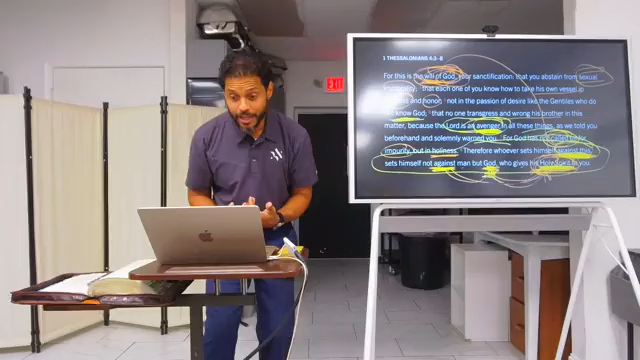 1 THESSALONIANS 4:3-8
For this is the will of God, your sanctification: that you abstain from sexual
immorality; that each one of you know how to take his own vessel in
and honor, not in the passion of desire like the Gentiles who do
know God; that no one transgress and wrong his brother in this
matter, because the Lord is an avenger in all these things, as we told you
beforehand and solemnly warned you. For God has not called us for
impurity, but in holiness. Therefore whoever sets himself against this,
sets himself not against man but God, who gives his Holy Spirit to you.
EXIT